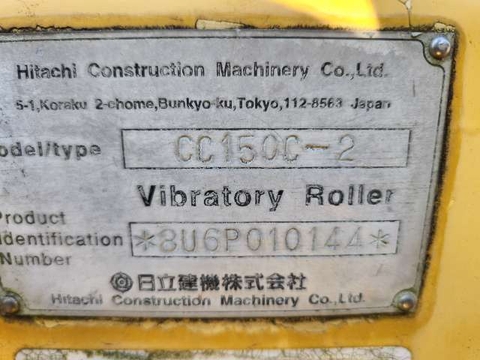 Hitachi Construction Machinery Co.,Ltd.
5-1,Koraku 2-chome,Bunkyo-ku,Tokyo,112-8563 Japan
odel/type CC150C-2
Vibratory Roller
Product
Identification *8U6P010144*
Number
日立建機株式会社
Hitachi Construction Machinery Co.,Ltd.